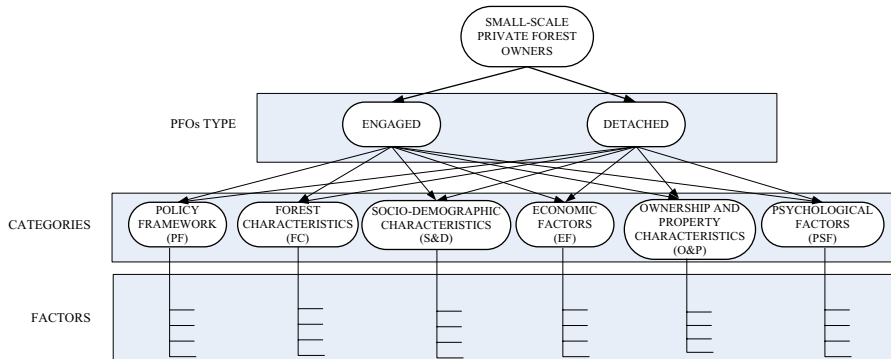 SMALL-SCALE
PRIVATE FOREST
OWNERS
PFOs TYPE
ENGAGED
DETACHED
CATEGORIES
POLICY
FRAMEWORK
(PF)
FOREST
CHARACTERISTICS
(FC)
SOCIO-DEMOGRAPHIC
CHARACTERISTICS
(S&D)
ECONOMIC
FACTORS
(EF)
OWNERSHIP AND
PROPERTY
CHARACTERISTICS
(O&P)
PSYCHOLOGICAL
FACTORS
(PSF)
FACTORS